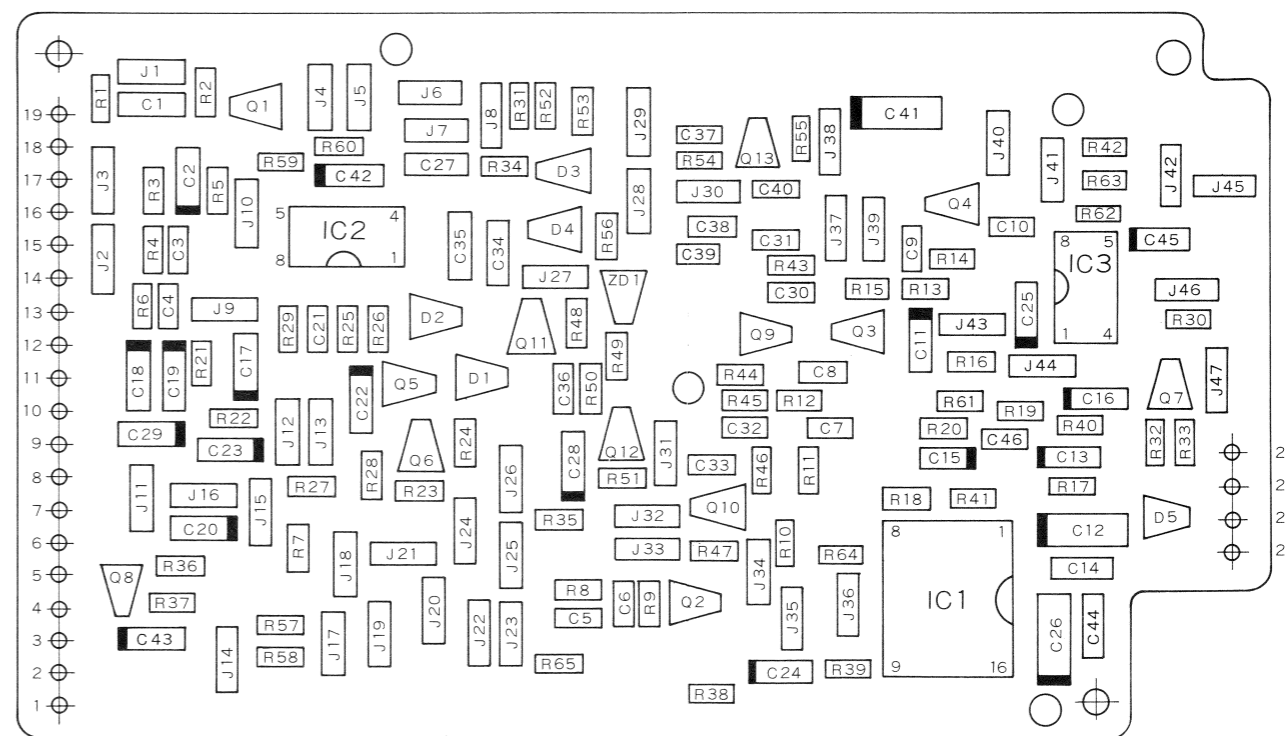 J1
R1
C1
R2
Q1
J4
J5
J6
J7
J8
R31
R52
R53
J29
C37
R54
Q13
R55
J38
C41
J40
J41
R42
R63
R62
J42
J45
19
18
17
16
15
14
13
12
11
10
9
8
7
6
5
4
3
2
1
R59
R60
C42
C27
R34
D3
J28
J30
C40
C38
C39
C31
R43
C30
J37
J39
Q4
C10
C9
R14
R15
R13
J3
R3
C2
R5
J10
5
4
IC2
8
1
C35
C34
D4
R56
J27
ZD1
8
5
IC3
1
4
C45
J46
R30
J2
R4
C3
R6
C4
J9
R29
C21
R25
R26
D2
Q11
R48
R49
Q9
Q3
C11
J43
C25
R16
J44
C18
C19
R21
C17
C22
Q5
D1
C36
R50
R44
R45
C32
C8
R12
C7
R61
R19
C16
R40
Q7
J47
R32
R33
C29
R22
C23
J12
J13
Q6
R24
C28
Q12
R51
J31
C33
R46
R11
R20
C46
C15
C13
R17
J11
J16
C20
J15
R27
R28
R23
J26
J24
R35
J32
J33
Q10
R47
R18
R41
8
1
IC1
9
16
C12
D5
C14
2
2
2
2
R7
J18
J21
J25
R10
J34
R64
J36
J35
Q8
R36
R37
C43
J14
R57
R58
J17
J19
J20
J22
J23
R8
C5
C6
R9
Q2
R65
R38
C24
R39
C26
C44